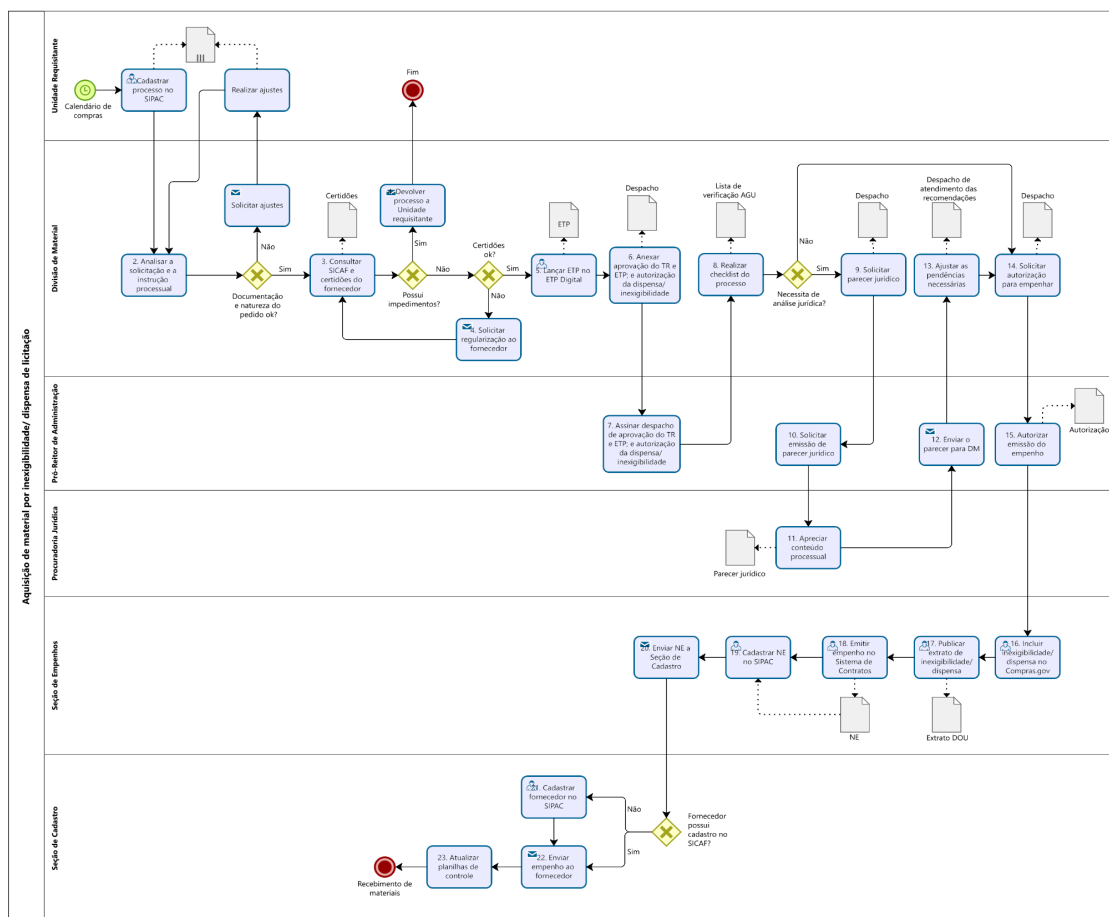 Aquisição de material por inexigibilidade/ dispensa de licitação
Unidade Requisitante
Calendário de
compras
Cadastrar
processo no
SIPAC
Realizar ajustes
Fim
Divisão de Material
2. Analisar a
solicitação e a
instrução processual
Solicitar ajustes
Não
Sim
Documentação
e natureza do
pedido ok?
Certidões
3. Consultar
SICAF e
certidões do
fornecedor
Devolver
processo a
Unidade
requisitante
Sim
Não
Possui
impedimentos?
Certidões
ok?
Sim
Não
4. Solicitar
regularização ao
fornecedor
ETP
5. Lançar ETP no
ETP Digital
Despacho
6. Anexar
aprovação do TR e
ETP; e autorização
da dispensa/
inexigibilidade
Lista de
verificação AGU
8. Realizar
checklist do
processo
Não
Sim
Necessita de
análise jurídica?
Despacho
9. Solicitar
parecer jurídico
Despacho de
atendimento das
recomendações
13. Ajustar as
pendências
necessárias
Despacho
14. Solicitar
autorização
para empenhar
Pró-Reitor de Administração
7. Assinar despacho
de aprovação do TR
e ETP; e autorização
da dispensa/
inexigibilidade
10. Solicitar
emissão de
parecer jurídico
12. Enviar o
parecer para DM
15. Autorizar
emissão do
empenho
Autorização
Procuradoria Jurídica
Parecer jurídico
11. Apreciar
conteúdo
processual
Seção de Empenhos
20. Enviar NE a
Seção de
Cadastro
19. Cadastrar NE
no SIPAC
18. Emitir
empenho no
Sistema de
Contratos
17. Publicar
extrato de
inexigibilidade/
dispensa
16. Incluir
inexigibilidade/
dispensa no
Compras.gov
NE
Extrato DOU
Seção de Cadastro
21. Cadastrar
fornecedor no
SIPAC
Não
Sim
Fornecedor
possui
cadastro no
SICAF?
22. Enviar
empenho ao
fornecedor
23. Atualizar
planilhas de
controle
Recebimento de
materiais